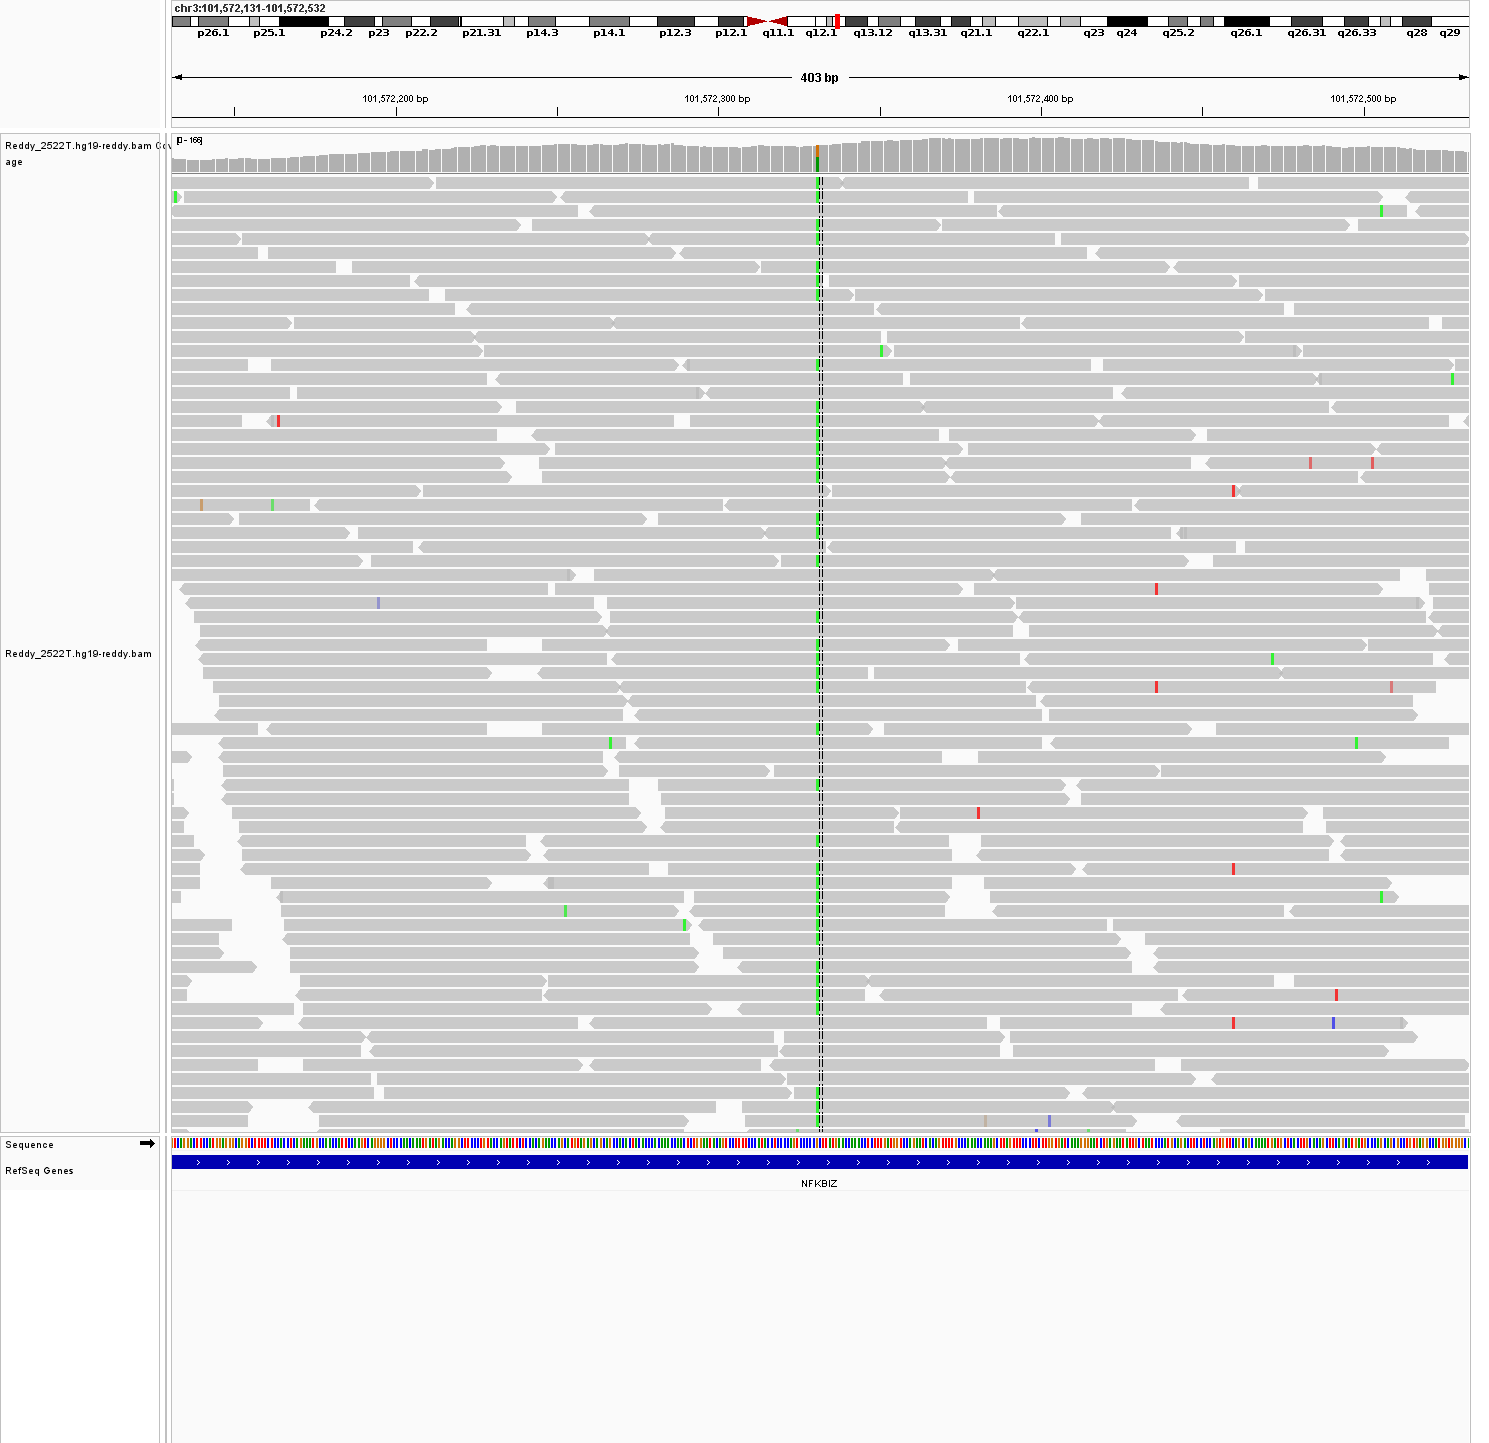 chr3:101,572,131-101,572,532
p26.1 p25.1 p24.2 p23 p22.2 p21.31 p14.3 p14.1 p12.3 p12.1 q11.1 q12.1 q13.12 q13.31 q21.1 q22.1 q23 q24 q25.2 q26.1 q26.31 q26.33 q28 q29
403 bp
101,572,200 bp 101,572,300 bp 101,572,400 bp 101,572,500 bp
[0 - 166]
Reddy_2522T.hg19-reddy.bam Cov
age
Reddy_2522T.hg19-reddy.bam
Sequence
RefSeq Genes
NFKBIZ